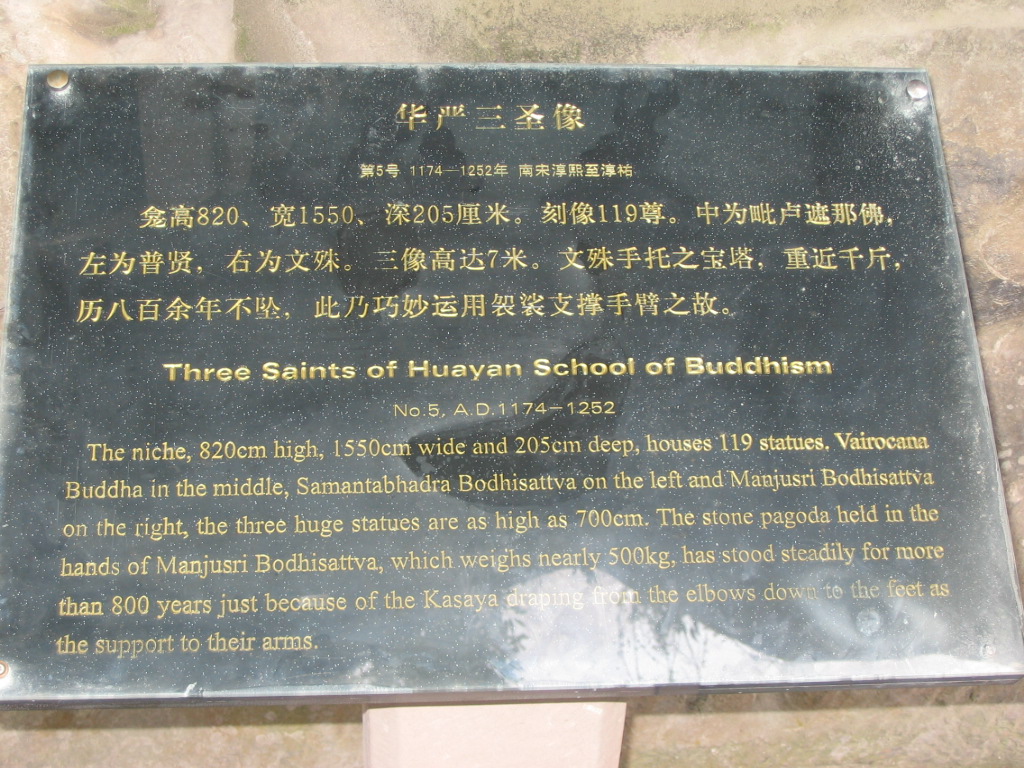 华严三圣像
第5号 1174—1252年 南宋淳熙至淳祐
龛高820、宽1550、深205厘米。刻像119尊。中为毗卢遮那佛，
左为普贤，右为文殊。三像高达7米。文殊手托之宝塔，重近千斤，
历八百余年不坠，此乃巧妙运用袈裟支撑手臂之故。
Three Saints of Huayan School of Buddhism
No.5, A.D.1174—1252
The niche, 820cm high, 1550cm wide and 205cm deep, houses 119 statues. Vairocana
Buddha in the middle, Samantabhadra Bodhisattva on the left and Manjusri Bodhisattva
on the right, the three huge statues are as high as 700cm. The stone pagoda held in the
hands of Manjusri Bodhisattva, which weighs nearly 500kg, has stood steadily for more
than 800 years just because of the Kasaya draping from the elbows down to the feet as
the support to their arms.